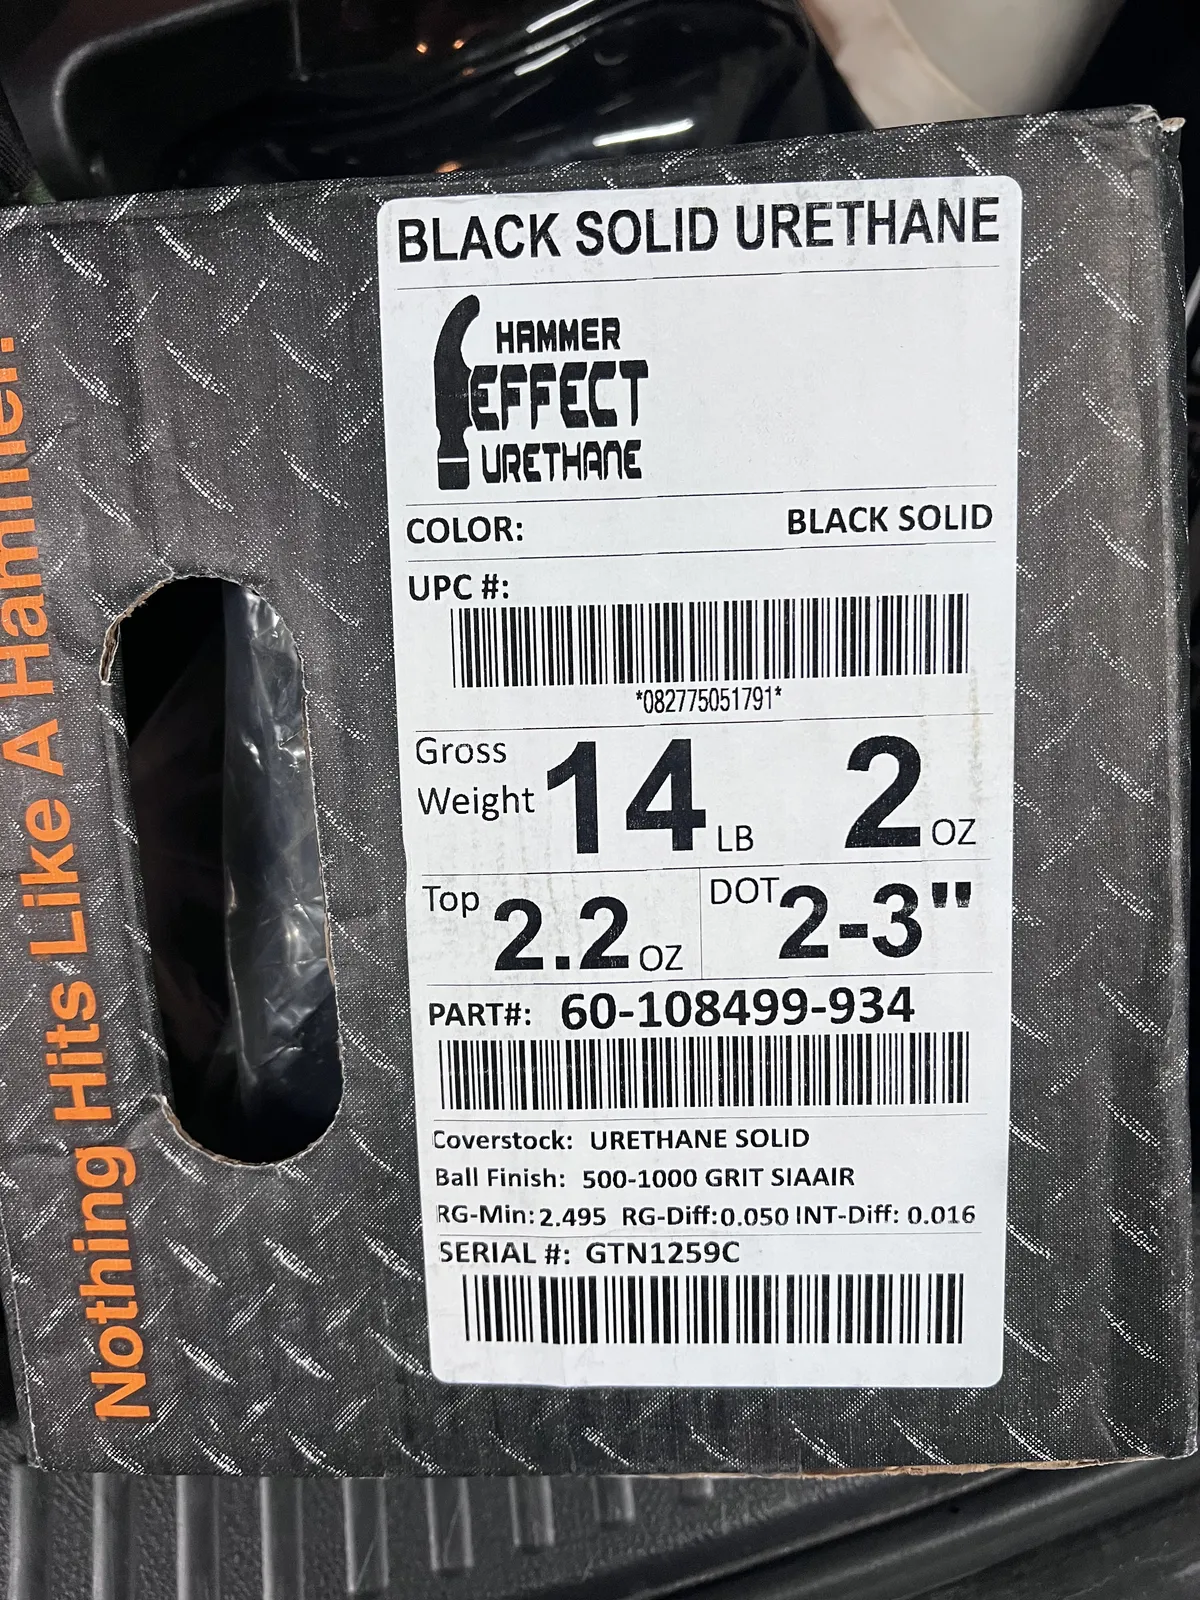 BLACK SOLID URETHANE
HAMMER
EFFECT
URETHANE
COLOR: BLACK SOLID
UPC #:
*082775051791*
Gross Weight 14 LB 2 OZ
Top 2.2 OZ DOT 2-3"
PART#: 60-108499-934
Coverstock: URETHANE SOLID
Ball Finish: 500-1000 GRIT SIAAIR
RG-Min: 2.495 RG-Diff: 0.050 INT-Diff: 0.016
SERIAL #: GTN1259C
Nothing Hits Like A Hammer.